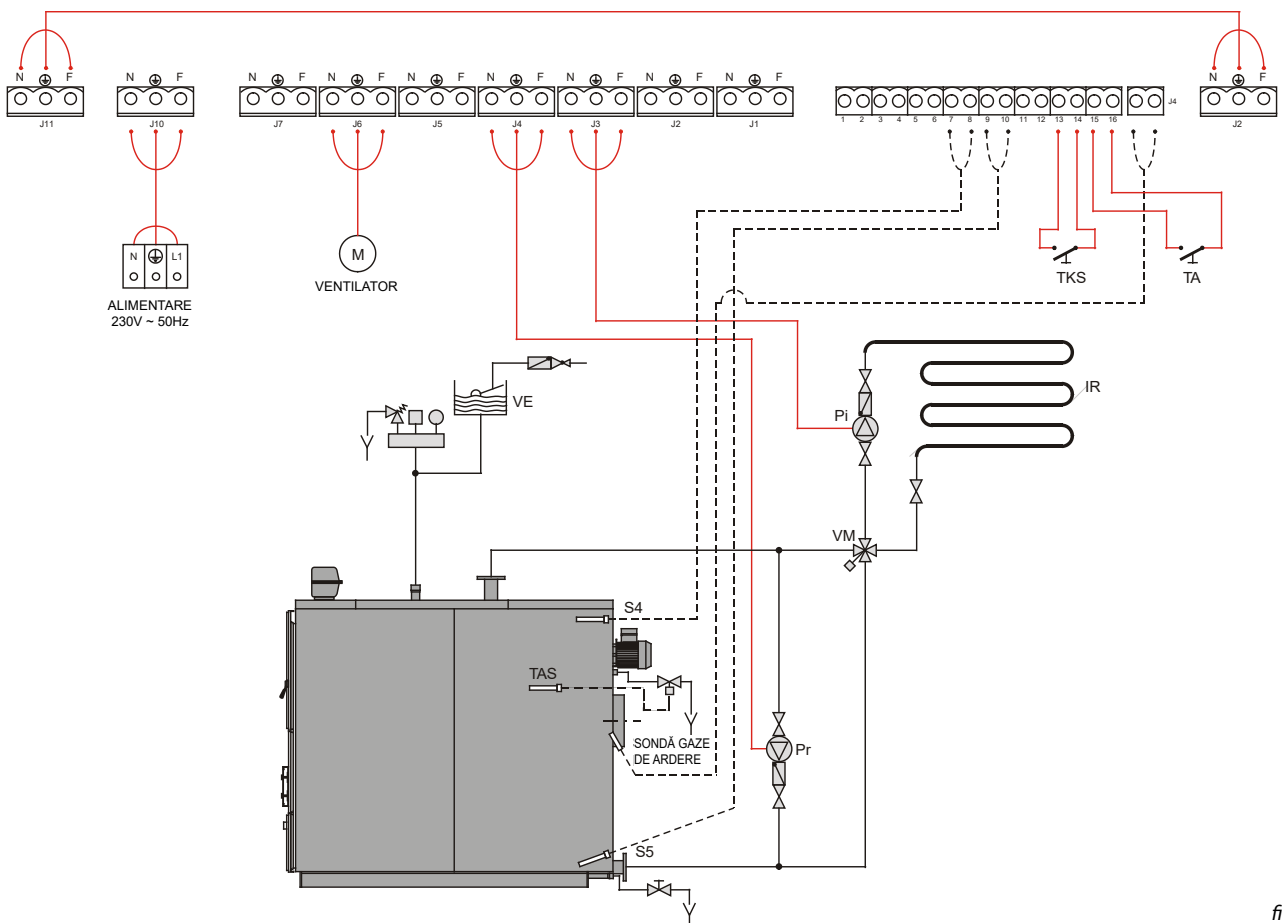 N F
N F
N F
N F
N F
N F
N F
N F
N F
N F
J11
J10
J7
J6
J5
J4
J3
J2
J1
1 2 3 4 5 6 7 8 9 10 11 12 13 14 15 16
J4
J2
N L1
ALIMENTARE
230V ~ 50Hz
M
VENTILATOR
TKS
TA
VE
Pi
IR
VM
S4
TAS
SONDĂ GAZE
DE ARDERE
Pr
S5
fi